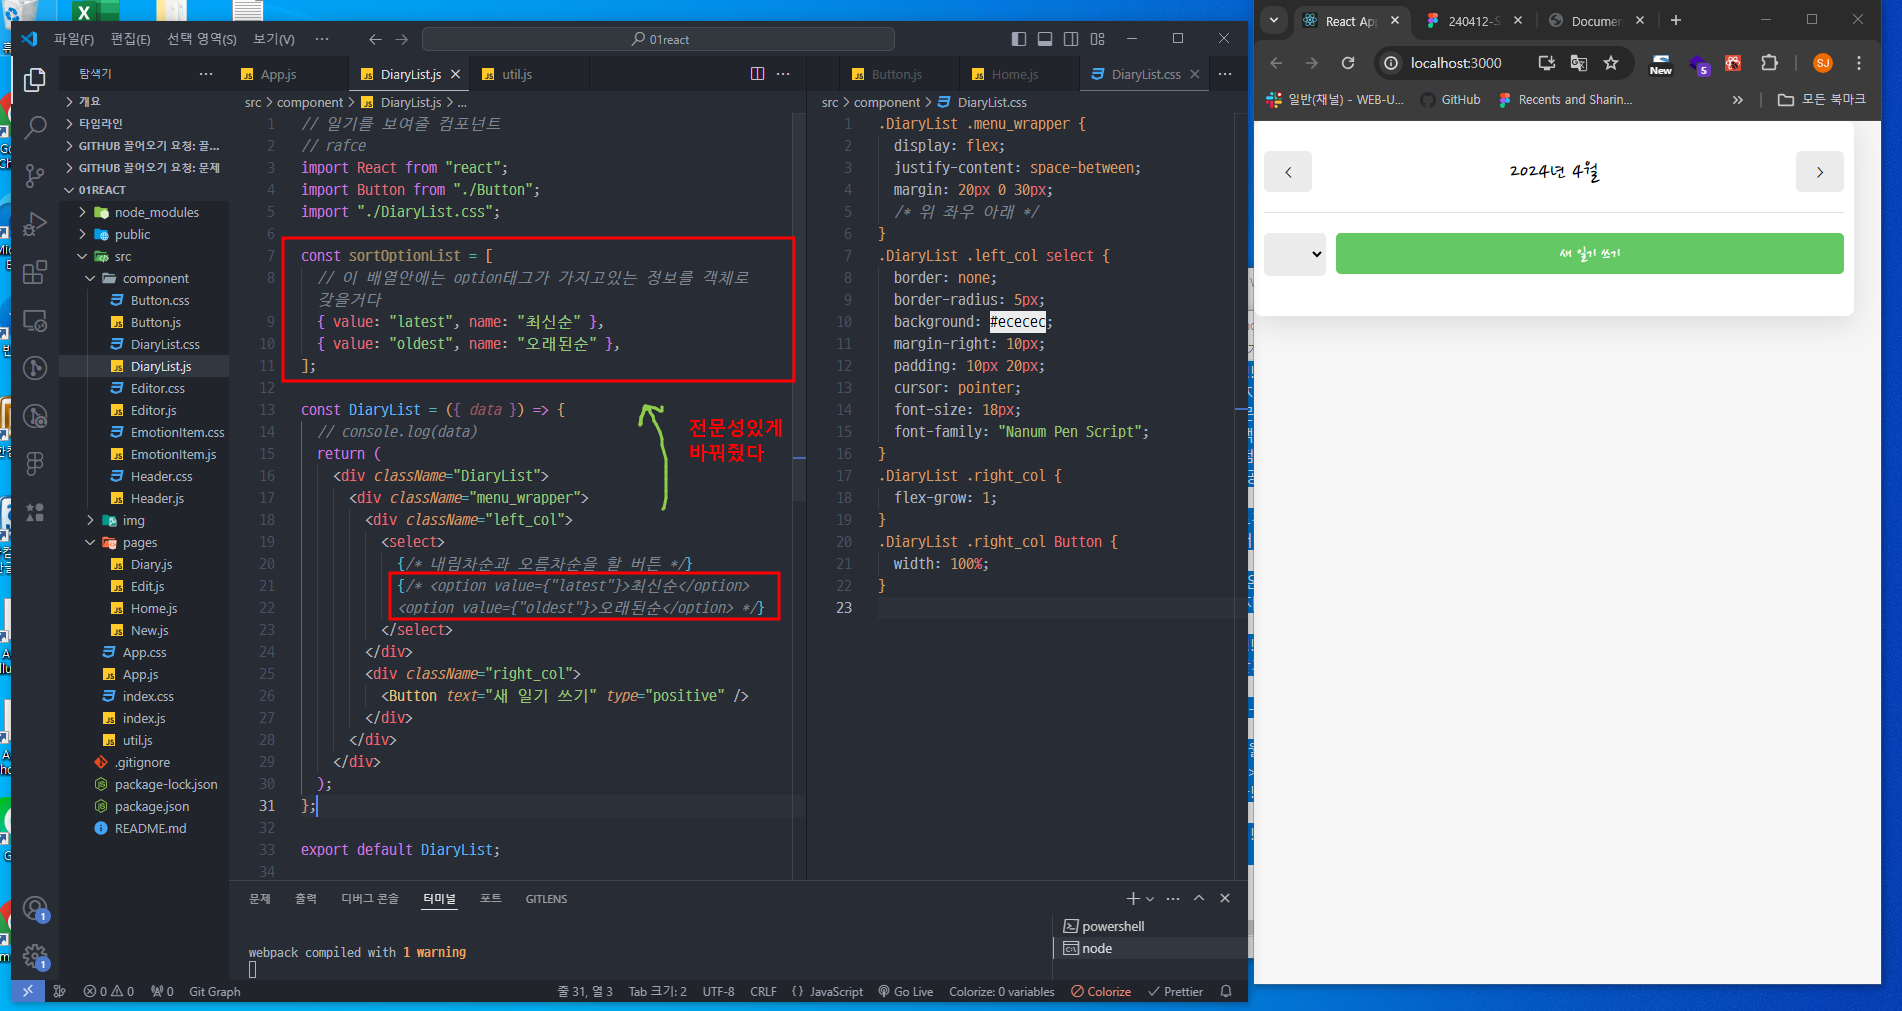 파일(F) 편집(E) 선택 영역(S) 보기(V) ··· 01react
탐색기 ···
개요
타임라인
GITHUB 끌어오기 요청: 끌...
GITHUB 끌어오기 요청: 문제
01REACT
node_modules
public
src
component
Button.css
Button.js
DiaryList.css
DiaryList.js
Editor.css
Editor.js
EmotionItem.css
EmotionItem.js
Header.css
Header.js
img
pages
Diary.js
Edit.js
Home.js
New.js
App.css
App.js
index.css
index.js
util.js
.gitignore
package-lock.json
package.json
README.md
App.js DiaryList.js util.js
src > component > DiaryList.js > ...
1 // 일기를 보여줄 컴포넌트
2 // rafce
3 import React from "react";
4 import Button from "./Button";
5 import "./DiaryList.css";
6
7 const sortOptionList = [
8 // 이 배열안에는 option태그가 가지고있는 정보를 객체로
갖을거다
9 { value: "latest", name: "최신순" },
10 { value: "oldest", name: "오래된순" },
11 ];
12
13 const DiaryList = ({ data }) => {
14 // console.log(data)
15 return (
16 <div className="DiaryList">
17 <div className="menu_wrapper">
18 <div className="left_col">
19 <select>
20 {/* 내림차순과 오름차순을 할 버튼 */}
21 {/* <option value={"latest"}>최신순</option>
22 <option value={"oldest"}>오래된순</option> */}
23 </select>
24 </div>
25 <div className="right_col">
26 <Button text="새 일기 쓰기" type="positive" />
27 </div>
28 </div>
29 </div>
30 );
31 };
32
33 export default DiaryList;
34
전문성있게
바꿔줬다
Button.js Home.js DiaryList.css
src > component > DiaryList.css
1 .DiaryList .menu_wrapper {
2 display: flex;
3 justify-content: space-between;
4 margin: 20px 0 30px;
5 /* 위 좌우 아래 */
6 }
7 .DiaryList .left_col select {
8 border: none;
9 border-radius: 5px;
10 background: #ececec;
11 margin-right: 10px;
12 padding: 10px 20px;
13 cursor: pointer;
14 font-size: 18px;
15 font-family: "Nanum Pen Script";
16 }
17 .DiaryList .right_col {
18 flex-grow: 1;
19 }
20 .DiaryList .right_col Button {
21 width: 100%;
22 }
23
문제 출력 디버그 콘솔 터미널 포트 GITLENS
webpack compiled with 1 warning
powershell
node
1
1
0 0 0 Git Graph 줄 31, 열 3 Tab 크기: 2 UTF-8 CRLF {} JavaScript Go Live Colorize: 0 variables Colorize Prettier
React Ap 240412- Documen
localhost:3000 New 5 SJ
일반(채널) - WEB-U... GitHub Recents and Sharin... » 모든 북마크
< 2024년 4월 >
새 일기 쓰기